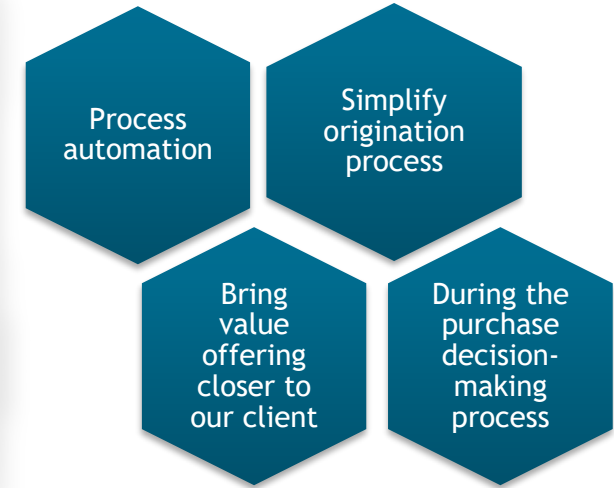 Process
automation
Simplify
origination
process
Bring
value
offering
closer to
our client
During the
purchase
decision-
making
process